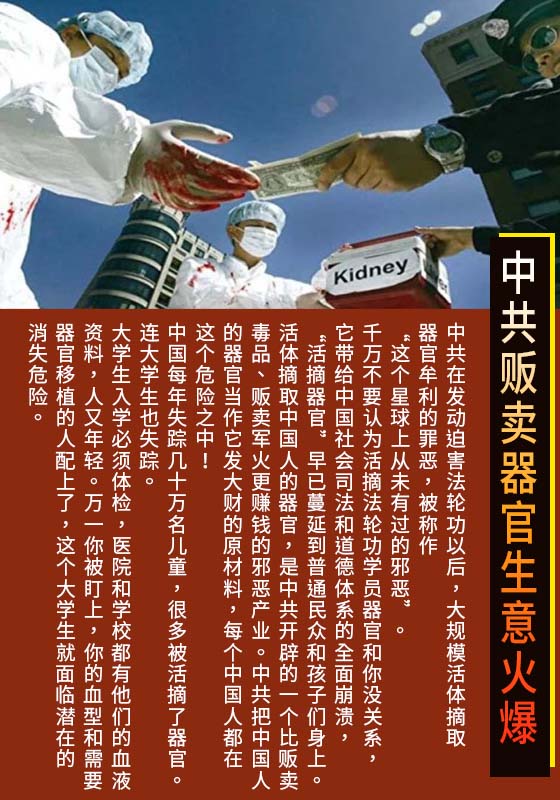 Kidney
中共贩卖器官生意火爆
中共在发动迫害法轮功以后，大规模活体摘取
器官牟利的罪恶，被称作
“这个星球上从未有过的邪恶”。
千万不要认为活摘法轮功学员器官和你没关系，
它带给中国社会司法和道德体系的全面崩溃，
“活摘器官”早已蔓延到普通民众和孩子们身上。
活体摘取中国人的器官，是中共开辟的一个比贩卖
毒品、贩卖军火更赚钱的邪恶产业。中共把中国人
的器官当作它发大财的原材料，每个中国人都在
这个危险之中！
中国每年失踪几十万名儿童，很多被活摘了器官。
连大学生也失踪。
大学生入学必须体检，医院和学校都有他们的血液
资料，人又年轻。万一你被盯上，你的血型和需要
器官移植的人配上了，这个大学生就面临潜在的
消失危险。